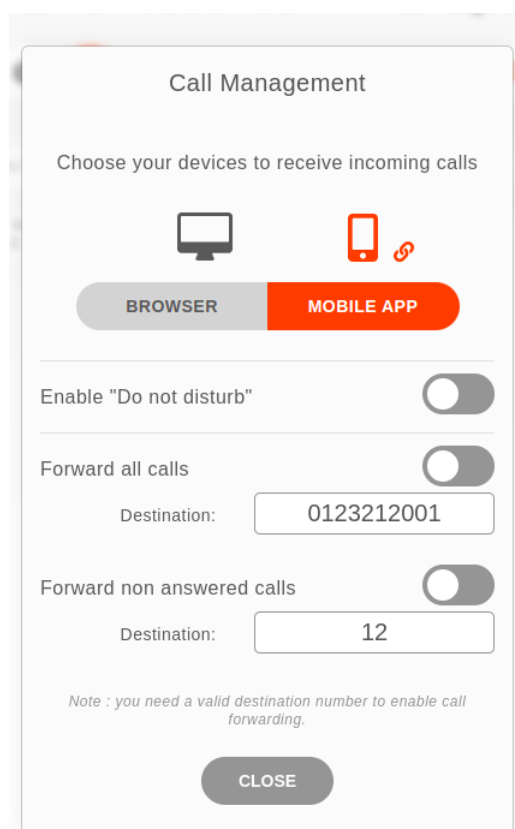 Call Management
Choose your devices to receive incoming calls
BROWSER MOBILE APP
Enable "Do not disturb"
Forward all calls
Destination: 0123212001
Forward non answered calls
Destination: 12
Note : you need a valid destination number to enable call
forwarding.
CLOSE